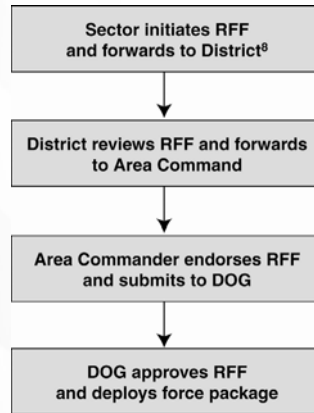 Sector initiates RFF
and forwards to District⁸
District reviews RFF and forwards
to Area Command
Area Commander endorses RFF
and submits to DOG
DOG approves RFF
and deploys force package